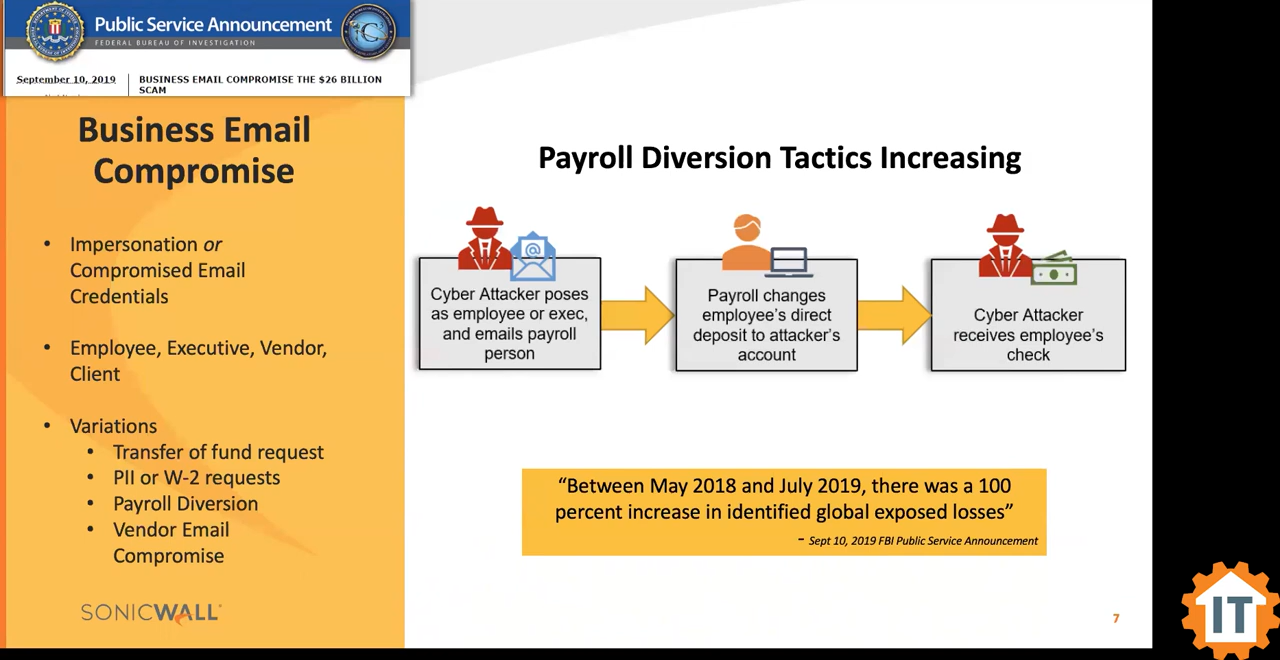 Public Service Announcement
FEDERAL BUREAU OF INVESTIGATION
September 10, 2019
BUSINESS EMAIL COMPROMISE THE $26 BILLION
SCAM
Business Email
Compromise
• Impersonation or
Compromised Email
Credentials
• Employee, Executive, Vendor,
Client
• Variations
• Transfer of fund request
• PII or W-2 requests
• Payroll Diversion
• Vendor Email
Compromise
SONICWALL
Payroll Diversion Tactics Increasing
@
Cyber Attacker poses
as employee or exec,
and emails payroll
person
Payroll changes
employee's direct
deposit to attacker's
account
Cyber Attacker
receives employee's
check
“Between May 2018 and July 2019, there was a 100
percent increase in identified global exposed losses”
- Sept 10, 2019 FBI Public Service Announcement
7
IT